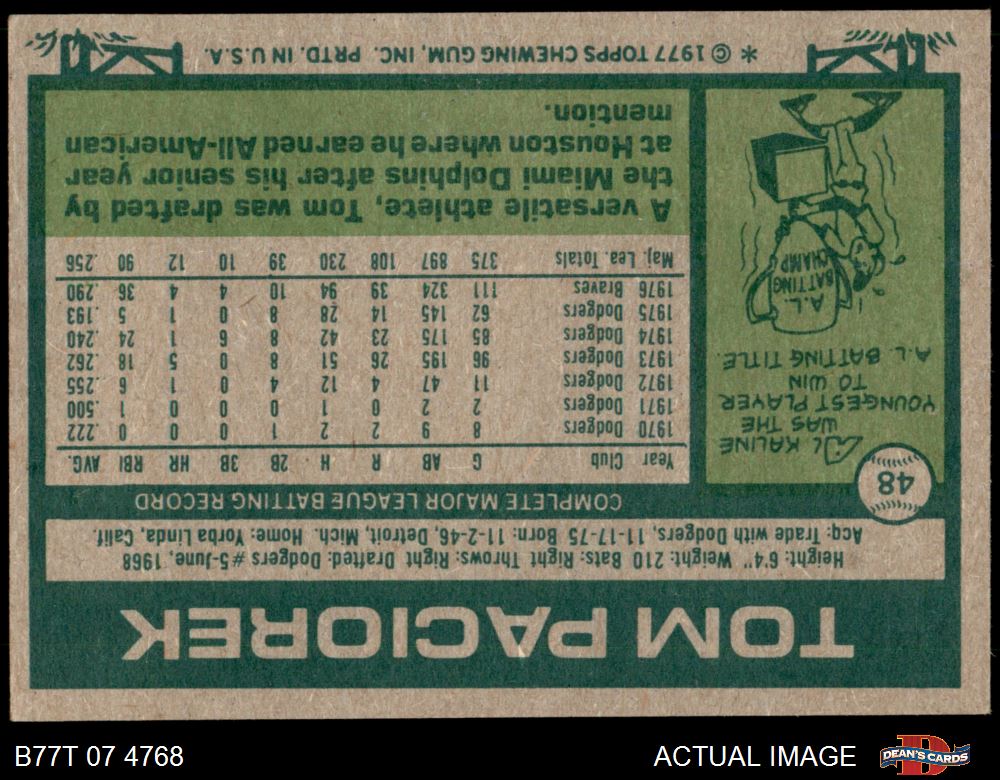 TOM PACIOREK
Height: 6'4" Weight: 210 Bats: Right Throws: Right Drafted: Dodgers #5-June, 1968
Acq: Trade with Dodgers, 11-17-75 Born: 11-2-46, Detroit, Mich. Home: Yorba Linda, Calif.
48
COMPLETE MAJOR LEAGUE BATTING RECORD
Year Club G AB R H 2B 3B HR RBI AVG.
1970 Dodgers 8 9 2 2 1 0 0 0 .222
1971 Dodgers 2 2 0 1 0 0 0 1 .500
1972 Dodgers 11 47 4 12 4 0 1 6 .255
1973 Dodgers 96 195 26 51 8 0 5 18 .262
1974 Dodgers 85 175 23 42 8 6 1 24 .240
1975 Dodgers 62 145 14 28 8 0 1 5 .193
1976 Braves 111 324 39 94 10 4 4 36 .290
Maj. Lea. Totals 375 897 108 230 39 10 12 90 .256
AL KALINE
WAS THE
YOUNGEST PLAYER
TO WIN
A.L. BATTING TITLE.
A.L.
BATTING
CHAMP
A versatile athlete, Tom was drafted by
the Miami Dolphins after his senior year
at Houston where he earned All-American
mention.
* © 1977 TOPPS CHEWING GUM, INC. PRTD. IN U.S.A.
B77T 07 4768
ACTUAL IMAGE
D
DEAN'S CARDS